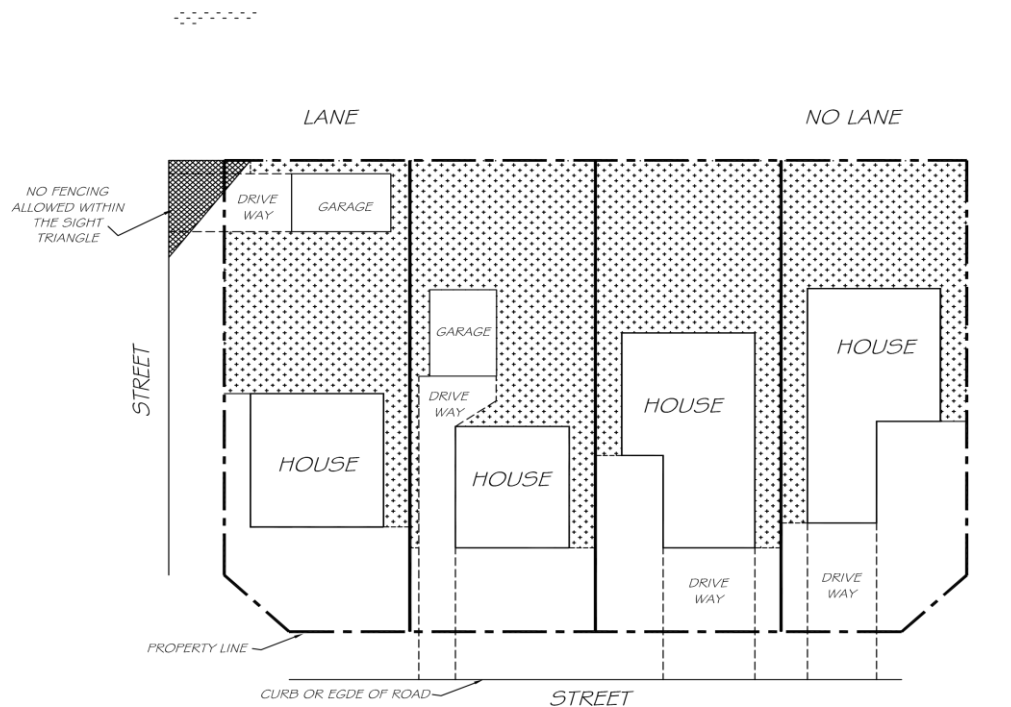 LANE
NO LANE
NO FENCING
ALLOWED WITHIN
THE SIGHT
TRIANGLE
DRIVE
WAY
GARAGE
STREET
GARAGE
DRIVE
WAY
HOUSE
HOUSE
HOUSE
HOUSE
DRIVE
WAY
DRIVE
WAY
PROPERTY LINE
CURB OR EGDE OF ROAD
STREET